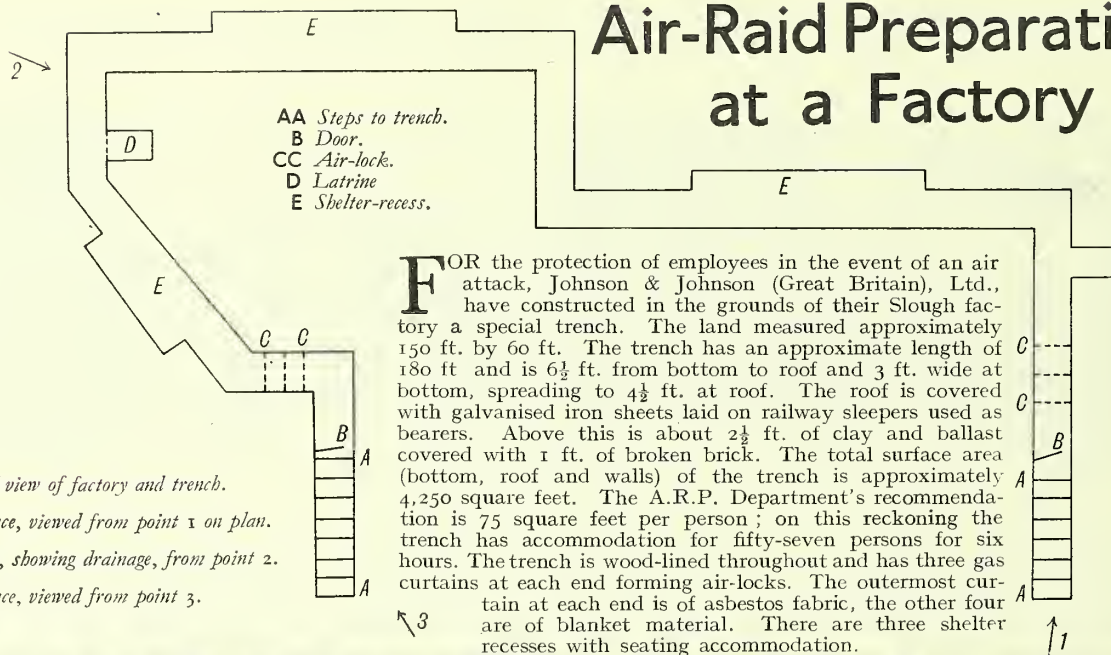 Air-Raid Preparati
at a Factory
E
2
AA Steps to trench.
B Door.
CC Air-lock.
D Latrine
E Shelter-recess.
D
E
E
C C
B
A
A
view of factory and trench.
ce, viewed from point 1 on plan.
, showing drainage, from point 2.
ce, viewed from point 3.
FOR the protection of employees in the event of an air
attack, Johnson & Johnson (Great Britain), Ltd.,
have constructed in the grounds of their Slough fac-
tory a special trench. The land measured approximately
150 ft. by 60 ft. The trench has an approximate length of
180 ft and is 6½ ft. from bottom to roof and 3 ft. wide at
bottom, spreading to 4½ ft. at roof. The roof is covered
with galvanised iron sheets laid on railway sleepers used as
bearers. Above this is about 2½ ft. of clay and ballast
covered with 1 ft. of broken brick. The total surface area
(bottom, roof and walls) of the trench is approximately
4,250 square feet. The A.R.P. Department's recommenda-
tion is 75 square feet per person ; on this reckoning the
trench has accommodation for fifty-seven persons for six
hours. The trench is wood-lined throughout and has three gas
curtains at each end forming air-locks. The outermost cur-
tain at each end is of asbestos fabric, the other four
are of blanket material. There are three shelter
recesses with seating accommodation.
C
C
B
A
A
3
1